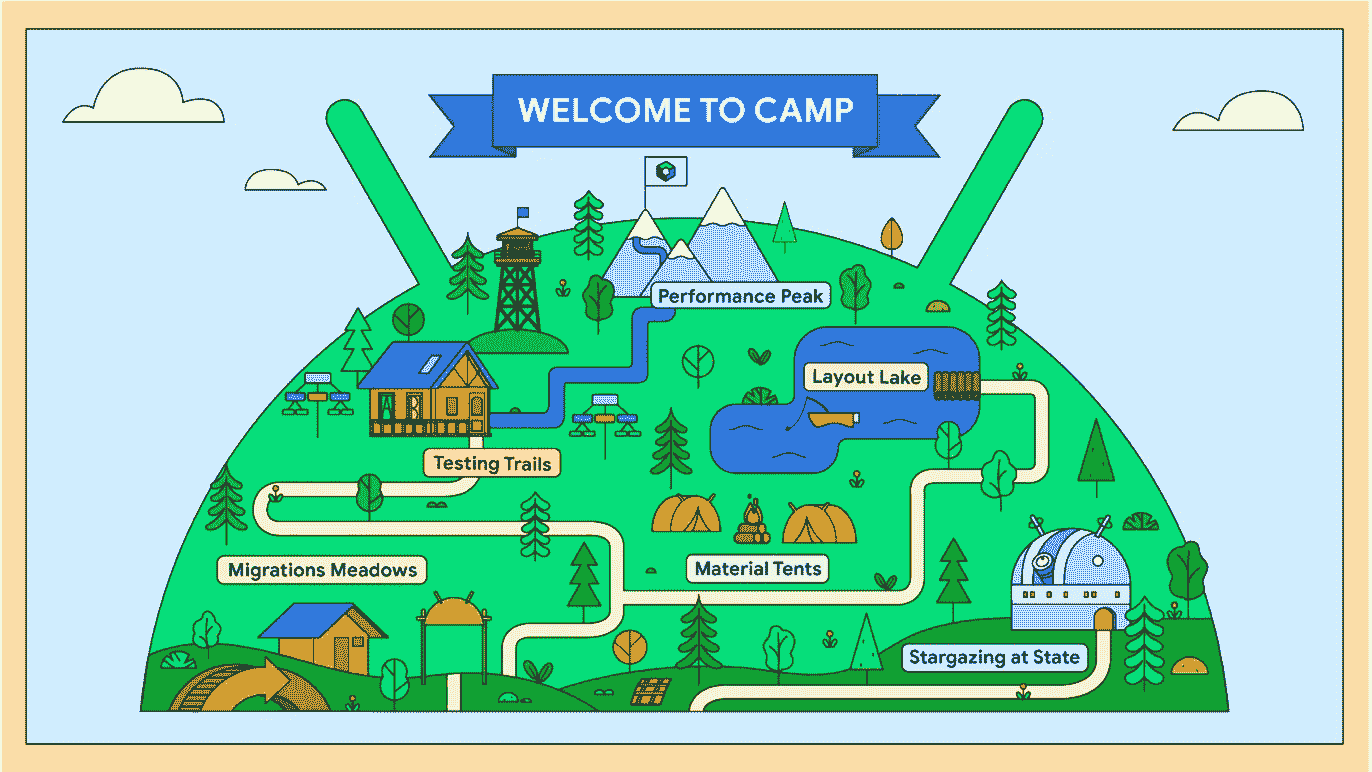 WELCOME TO CAMP
Performance Peak
Layout Lake
Testing Trails
Migrations Meadows
Material Tents
Stargazing at State